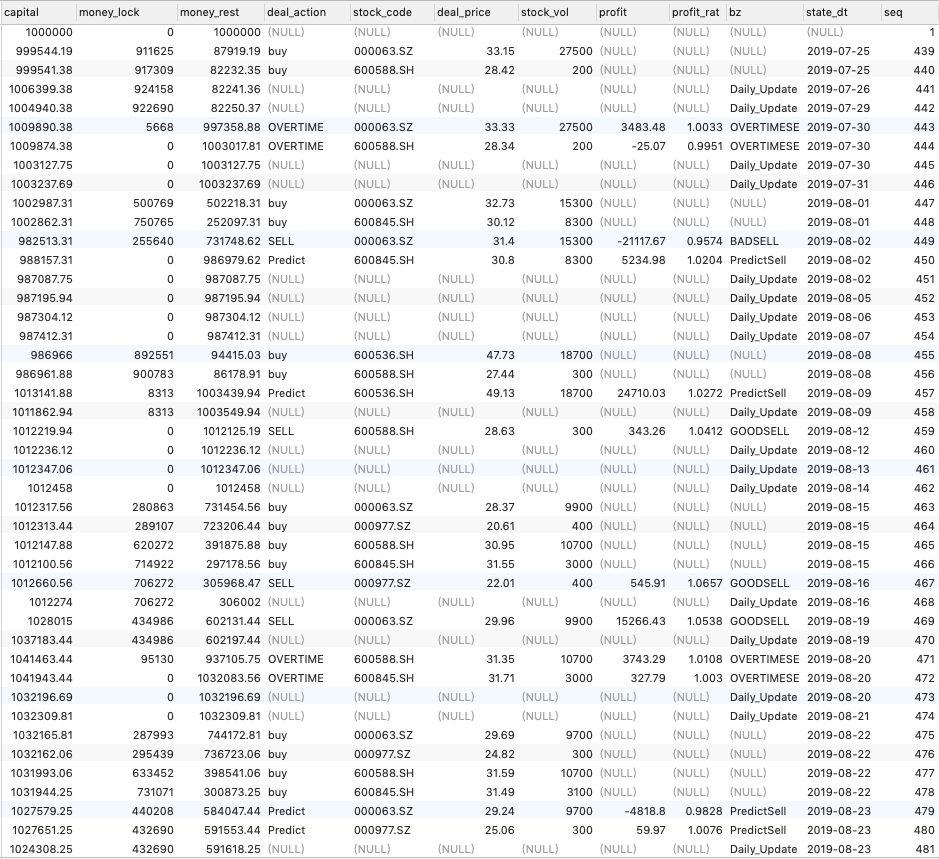 capital money_lock money_rest deal_action stock_code deal_price stock_vol profit profit_rat bz state_dt seq
1000000 0 1000000 (NULL) (NULL) (NULL) (NULL) (NULL) (NULL) (NULL) (NULL) 1
999544.19 911625 87919.19 buy 000063.SZ 33.15 27500 (NULL) (NULL) (NULL) 2019-07-25 439
999541.38 917309 82232.35 buy 600588.SH 28.42 200 (NULL) (NULL) (NULL) 2019-07-25 440
1006399.38 924158 82241.36 (NULL) (NULL) (NULL) (NULL) (NULL) (NULL) Daily_Update 2019-07-26 441
1004940.38 922690 82250.37 (NULL) (NULL) (NULL) (NULL) (NULL) (NULL) Daily_Update 2019-07-29 442
1009890.38 5668 997358.88 OVERTIME 000063.SZ 33.33 27500 3483.48 1.0033 OVERTIMESE 2019-07-30 443
1009874.38 0 1003017.81 OVERTIME 600588.SH 28.34 200 -25.07 0.9951 OVERTIMESE 2019-07-30 444
1003127.75 0 1003127.75 (NULL) (NULL) (NULL) (NULL) (NULL) (NULL) Daily_Update 2019-07-30 445
1003237.69 0 1003237.69 (NULL) (NULL) (NULL) (NULL) (NULL) (NULL) Daily_Update 2019-07-31 446
1002987.31 500769 502218.31 buy 000063.SZ 32.73 15300 (NULL) (NULL) (NULL) 2019-08-01 447
1002862.31 750765 252097.31 buy 600845.SH 30.12 8300 (NULL) (NULL) (NULL) 2019-08-01 448
982513.31 255640 731748.62 SELL 000063.SZ 31.4 15300 -21117.67 0.9574 BADSELL 2019-08-02 449
988157.31 0 986979.62 Predict 600845.SH 30.8 8300 5234.98 1.0204 PredictSell 2019-08-02 450
987087.75 0 987087.75 (NULL) (NULL) (NULL) (NULL) (NULL) (NULL) Daily_Update 2019-08-02 451
987195.94 0 987195.94 (NULL) (NULL) (NULL) (NULL) (NULL) (NULL) Daily_Update 2019-08-05 452
987304.12 0 987304.12 (NULL) (NULL) (NULL) (NULL) (NULL) (NULL) Daily_Update 2019-08-06 453
987412.31 0 987412.31 (NULL) (NULL) (NULL) (NULL) (NULL) (NULL) Daily_Update 2019-08-07 454
986966 892551 94415.03 buy 600536.SH 47.73 18700 (NULL) (NULL) (NULL) 2019-08-08 455
986961.88 900783 86178.91 buy 600588.SH 27.44 300 (NULL) (NULL) (NULL) 2019-08-08 456
1013141.88 8313 1003439.94 Predict 600536.SH 49.13 18700 24710.03 1.0272 PredictSell 2019-08-09 457
1011862.94 8313 1003549.94 (NULL) (NULL) (NULL) (NULL) (NULL) (NULL) Daily_Update 2019-08-09 458
1012219.94 0 1012125.19 SELL 600588.SH 28.63 300 343.26 1.0412 GOODSELL 2019-08-12 459
1012236.12 0 1012236.12 (NULL) (NULL) (NULL) (NULL) (NULL) (NULL) Daily_Update 2019-08-12 460
1012347.06 0 1012347.06 (NULL) (NULL) (NULL) (NULL) (NULL) (NULL) Daily_Update 2019-08-13 461
1012458 0 1012458 (NULL) (NULL) (NULL) (NULL) (NULL) (NULL) Daily_Update 2019-08-14 462
1012317.56 280863 731454.56 buy 000063.SZ 28.37 9900 (NULL) (NULL) (NULL) 2019-08-15 463
1012313.44 289107 723206.44 buy 000977.SZ 20.61 400 (NULL) (NULL) (NULL) 2019-08-15 464
1012147.88 620272 391875.88 buy 600588.SH 30.95 10700 (NULL) (NULL) (NULL) 2019-08-15 465
1012100.56 714922 297178.56 buy 600845.SH 31.55 3000 (NULL) (NULL) (NULL) 2019-08-15 466
1012660.56 706272 305968.47 SELL 000977.SZ 22.01 400 545.91 1.0657 GOODSELL 2019-08-16 467
1012274 706272 306002 (NULL) (NULL) (NULL) (NULL) (NULL) (NULL) Daily_Update 2019-08-16 468
1028015 434986 602131.44 SELL 000063.SZ 29.96 9900 15266.43 1.0538 GOODSELL 2019-08-19 469
1037183.44 434986 602197.44 (NULL) (NULL) (NULL) (NULL) (NULL) (NULL) Daily_Update 2019-08-19 470
1041463.44 95130 937105.75 OVERTIME 600588.SH 31.35 10700 3743.29 1.0108 OVERTIMESE 2019-08-20 471
1041943.44 0 1032083.56 OVERTIME 600845.SH 31.71 3000 327.79 1.003 OVERTIMESE 2019-08-20 472
1032196.69 0 1032196.69 (NULL) (NULL) (NULL) (NULL) (NULL) (NULL) Daily_Update 2019-08-20 473
1032309.81 0 1032309.81 (NULL) (NULL) (NULL) (NULL) (NULL) (NULL) Daily_Update 2019-08-21 474
1032165.81 287993 744172.81 buy 000063.SZ 29.69 9700 (NULL) (NULL) (NULL) 2019-08-22 475
1032162.06 295439 736723.06 buy 000977.SZ 24.82 300 (NULL) (NULL) (NULL) 2019-08-22 476
1031993.06 633452 398541.06 buy 600588.SH 31.59 10700 (NULL) (NULL) (NULL) 2019-08-22 477
1031944.25 731071 300873.25 buy 600845.SH 31.49 3100 (NULL) (NULL) (NULL) 2019-08-22 478
1027579.25 440208 584047.44 Predict 000063.SZ 29.24 9700 -4818.8 0.9828 PredictSell 2019-08-23 479
1027651.25 432690 591553.44 Predict 000977.SZ 25.06 300 59.97 1.0076 PredictSell 2019-08-23 480
1024308.25 432690 591618.25 (NULL) (NULL) (NULL) (NULL) (NULL) (NULL) Daily_Update 2019-08-23 481